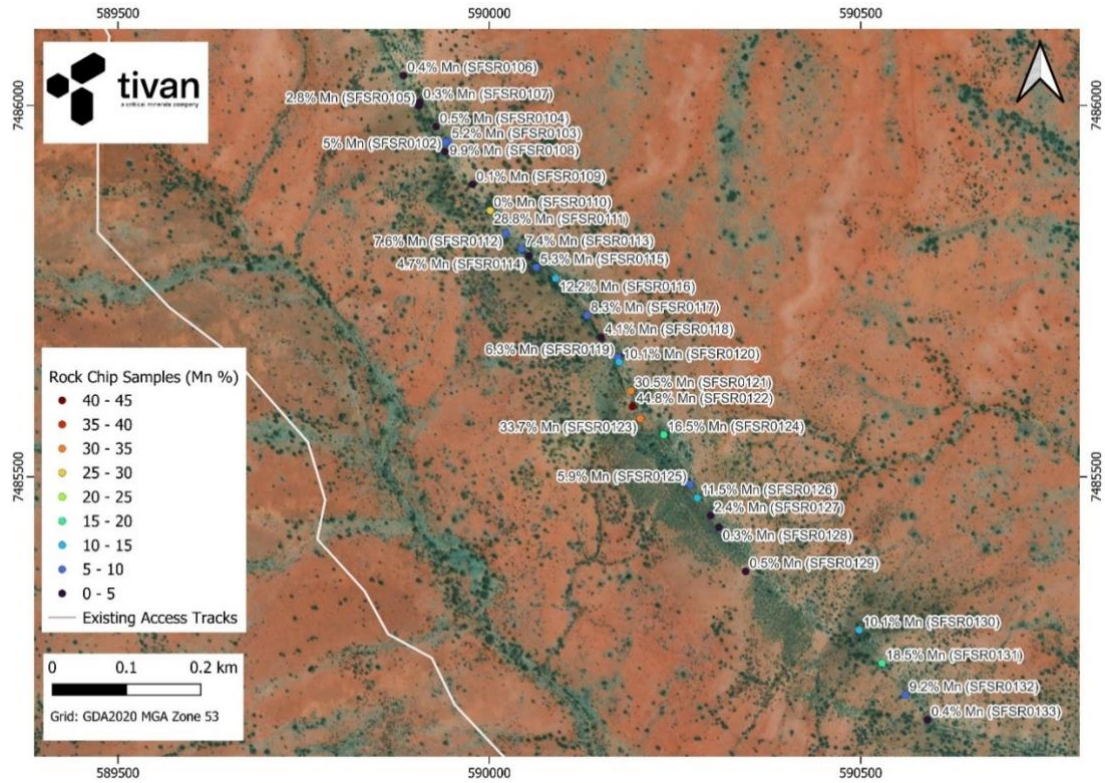 589500
590000
590500
tivan
a critical minerals company
7486000
7486000
0.4% Mn (SFSR0106)
0.3% Mn (SFSR0107)
2.8% Mn (SFSR0105)
0.5% Mn (SFSR0104)
5.2% Mn (SFSR0103)
5% Mn (SFSR0102)
9.9% Mn (SFSR0108)
0.1% Mn (SFSR0109)
0% Mn (SFSR0110)
28.8% Mn (SFSR0111)
7.6% Mn (SFSR0112)
7.4% Mn (SFSR0113)
4.7% Mn (SFSR0114)
5.3% Mn (SFSR0115)
12.2% Mn (SFSR0116)
8.3% Mn (SFSR0117)
4.1% Mn (SFSR0118)
6.3% Mn (SFSR0119)
10.1% Mn (SFSR0120)
30.5% Mn (SFSR0121)
44.8% Mn (SFSR0122)
33.7% Mn (SFSR0123)
16.5% Mn (SFSR0124)
7485500
7485500
5.9% Mn (SFSR0125)
11.5% Mn (SFSR0126)
2.4% Mn (SFSR0127)
0.3% Mn (SFSR0128)
0.5% Mn (SFSR0129)
10.1% Mn (SFSR0130)
18.5% Mn (SFSR0131)
9.2% Mn (SFSR0132)
0.4% Mn (SFSR0133)
Rock Chip Samples (Mn %)
40 - 45
35 - 40
30 - 35
25 - 30
20 - 25
15 - 20
10 - 15
5 - 10
0 - 5
Existing Access Tracks
0 0.1 0.2 km
Grid: GDA2020 MGA Zone 53
589500
590000
590500